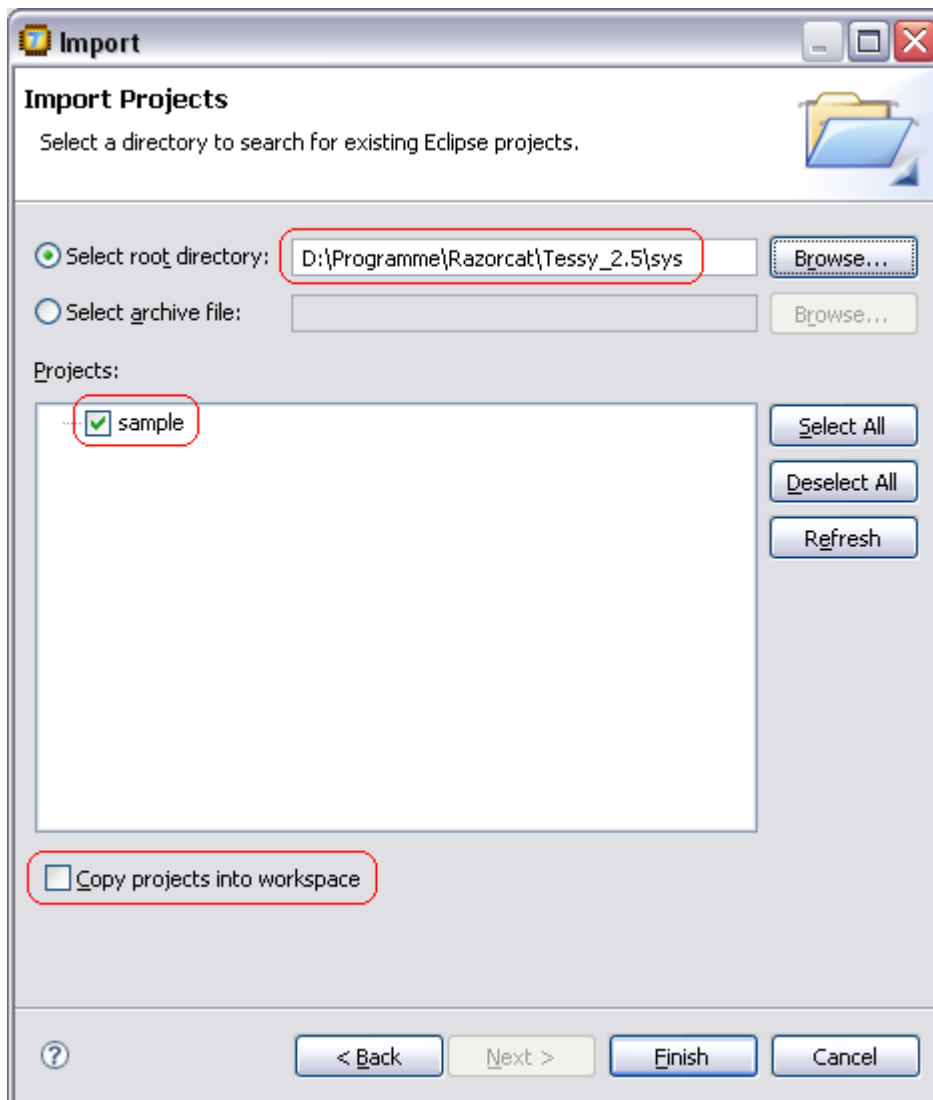 Import
Import Projects
Select a directory to search for existing Eclipse projects.
Select root directory: D:\Programme\Razorcat\Tessy_2.5\sys Browse...
Select archive file: Browse...
Projects:
sample
Select All
Deselect All
Refresh
Copy projects into workspace
< Back Next > Finish Cancel